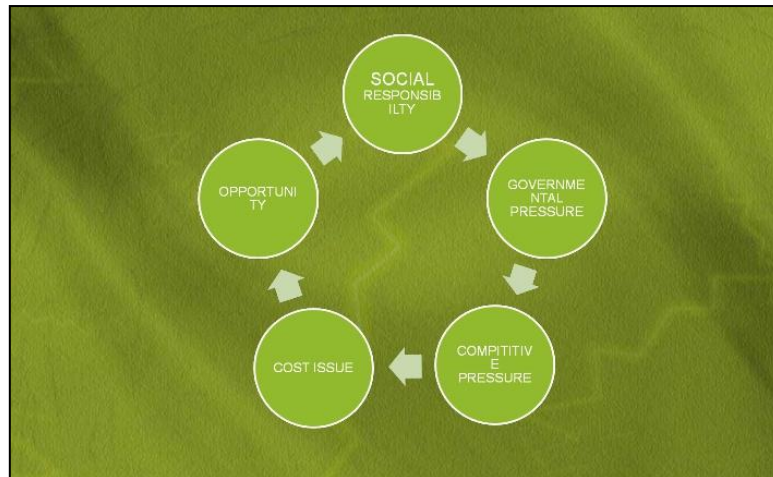 SOCIAL
RESPONSIB
ILTY
GOVERNME
NTAL
PRESSURE
COMPITITIV
E
PRESSURE
COST ISSUE
OPPORTUNI
TY